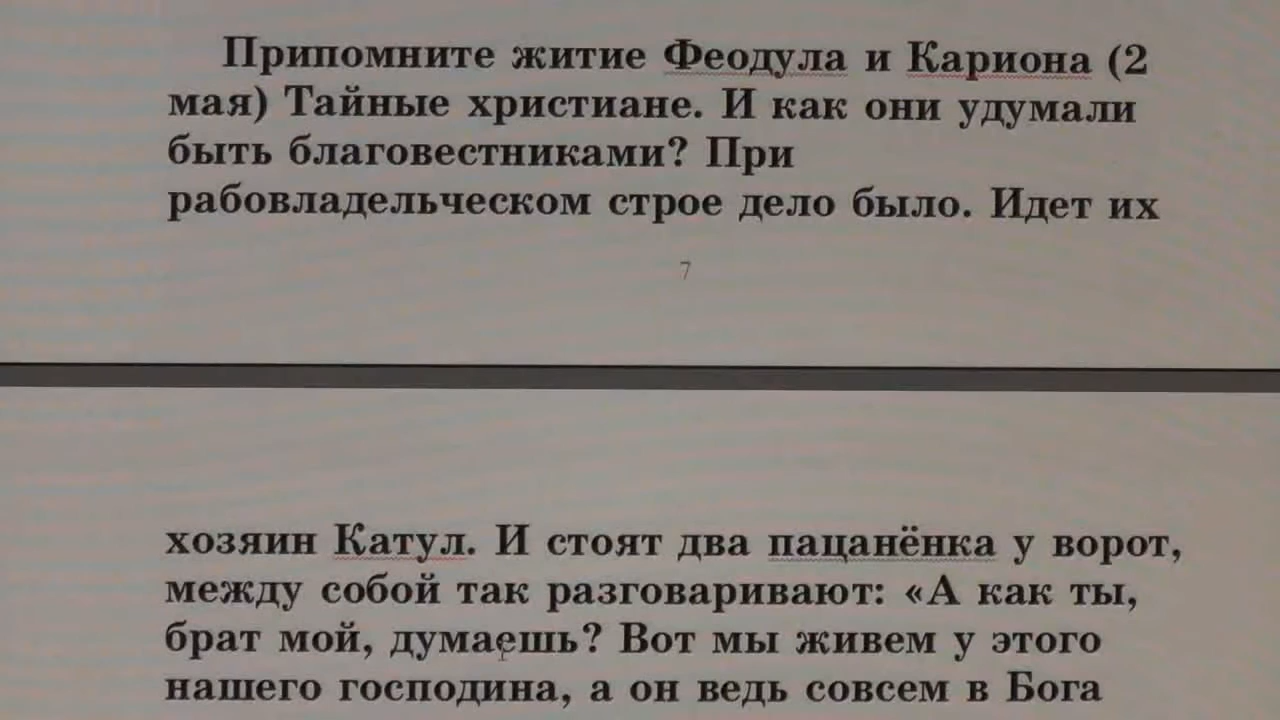 Припомните житие Феодула и Кариона (2
мая) Тайные христиане. И как они удумали
быть благовестниками? При
рабовладельческом строе дело было. Идет их
7
хозяин Катул. И стоят два пацанёнка у ворот,
между собой так разговаривают: «А как ты,
брат мой, думаешь? Вот мы живем у этого
нашего господина, а он ведь совсем в Бога